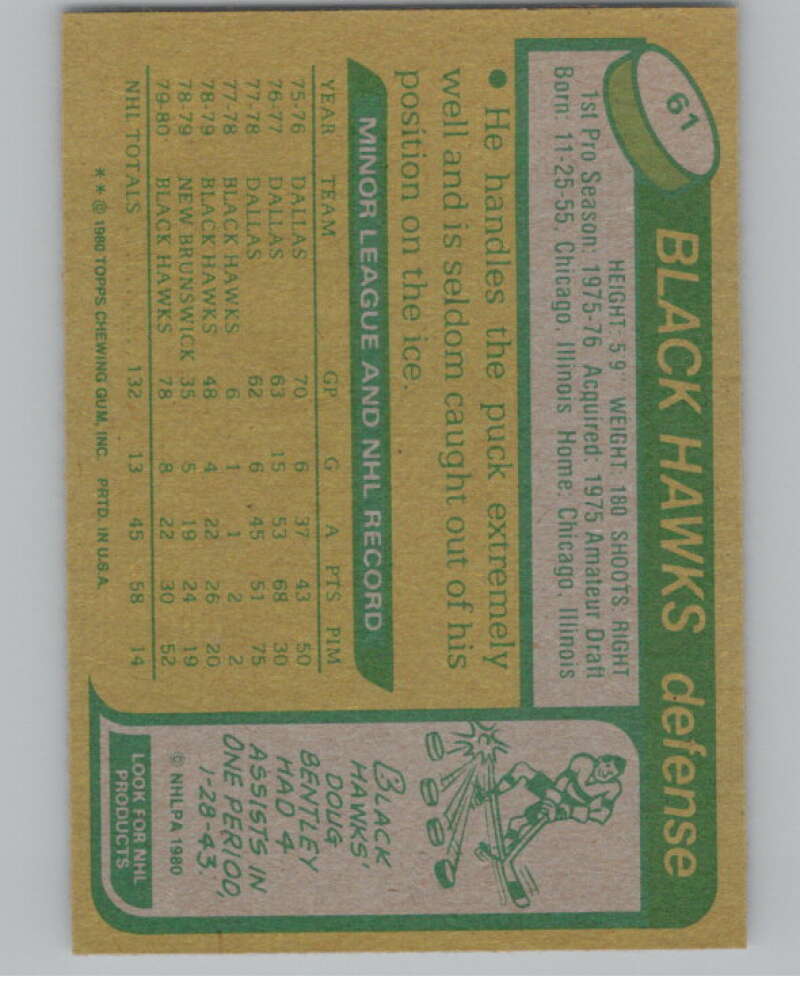 61
BLACK HAWKS defense
HEIGHT: 5'9" WEIGHT: 180 SHOOTS: RIGHT
1st Pro Season: 1975-76 Acquired: 1975 Amateur Draft
Born: 11-25-55, Chicago, Illinois Home: Chicago, Illinois
• He handles the puck extremely
well and is seldom caught out of his
position on the ice.
MINOR LEAGUE AND NHL RECORD
YEAR TEAM GP G A PTS PIM
75-76 DALLAS 70 6 37 43 50
76-77 DALLAS 63 15 53 68 30
77-78 DALLAS 62 6 45 51 75
77-78 BLACK HAWKS 6 1 1 2 2
78-79 BLACK HAWKS 48 4 22 26 20
78-79 NEW BRUNSWICK 35 5 19 24 19
79-80 BLACK HAWKS 78 8 22 30 52
NHL TOTALS .......... 132 13 45 58 14
**© 1980 TOPPS CHEWING GUM, INC. PRTD. IN U.S.A.
BLACK
HAWKS'
DOUG
BENTLEY
HAD 4
ASSISTS IN
ONE PERIOD,
1-28-43.
© NHLPA 1980
LOOK FOR NHL
PRODUCTS